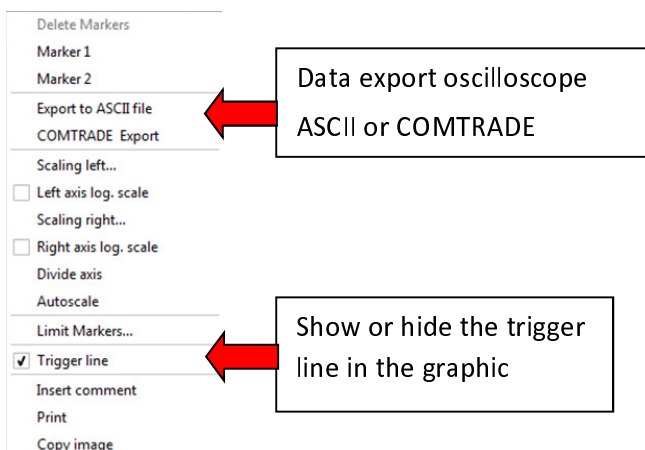 Delete Markers
Marker 1
Marker 2
Export to ASCII file
COMTRADE Export
Scaling left...
Left axis log. scale
Scaling right...
Right axis log. scale
Divide axis
Autoscale
Limit Markers...
Trigger line
Insert comment
Print
Copy image
Data export oscilloscope
ASCII or COMTRADE
Show or hide the trigger
line in the graphic